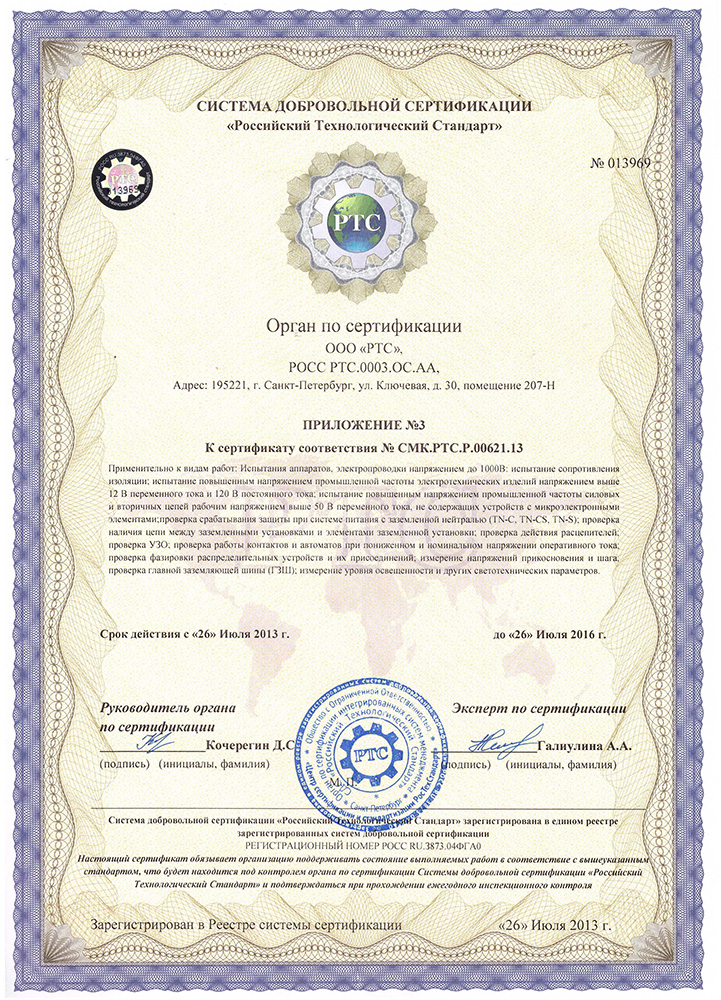 СИСТЕМА ДОБРОВОЛЬНОЙ СЕРТИФИКАЦИИ
«Российский Технологический Стандарт»
№ 013969
РТС
13969
РТС
Орган по сертификации
ООО «РТС»,
РОСС РТС.0003.ОС.АА,
Адрес: 195221, г. Санкт-Петербург, ул. Ключевая, д. 30, помещение 207-Н
ПРИЛОЖЕНИЕ №3
К сертификату соответствия № СМК.РТС.Р.00621.13
Применительно к видам работ: Испытания аппаратов, электропроводки напряжением до 1000В: испытание сопротивления
изоляции; испытание повышенным напряжением промышленной частоты электротехнических изделий напряжением выше
12 В переменного тока и 120 В постоянного тока; испытание повышенным напряжением промышленной частоты силовых
и вторичных цепей рабочим напряжением выше 50 В переменного тока, не содержащих устройств с микроэлектронными
элементами;проверка срабатывания защиты при системе питания с заземленной нейтралью (TN-C, TN-CS, TN-S); проверка
наличия цепи между заземленными установками и элементами заземленной установки; проверка действия расцепителей;
проверка УЗО; проверка работы контактов и автоматов при пониженном и номинальном напряжении оперативного тока;
проверка фазировки распределительных устройств и их присоединений; измерение напряжений прикосновения и шага,
проверка главной заземляющей шины (ГЗШ); измерение уровня освещенности и других светотехнических параметров.
Срок действия с «26» Июля 2013 г. до «26» Июля 2016 г.
Руководитель органа Эксперт по сертификации
по сертификации
Кочерегин Д.С Галиулина А.А.
(подпись) (инициалы, фамилия) (подпись) (инициалы, фамилия)
М.П.
Общество с Ограниченной Ответственностью
Орган по сертификации интегрированных систем менеджмента
«Российский Технологический Стандарт»
«Центр сертификации и стандартизации РосТехСтандарт»
Санкт-Петербург
РТС
Система добровольной сертификации «Российский Технологический Стандарт» зарегистрирована в едином реестре
зарегистрированных систем добровольной сертификации
РЕГИСТРАЦИОННЫЙ НОМЕР РОСС RU.З873.04ФГА0
Настоящий сертификат обязывает организацию поддерживать состояние выполняемых работ в соответствие с вышеуказанным
стандартом, что будет находится под контролем органа по сертификации Системы добровольной сертификации «Российский
Технологический Стандарт» и подтверждаться при прохождении ежегодного инспекционного контроля
Зарегистрирован в Реестре системы сертификации «26» Июля 2013 г.